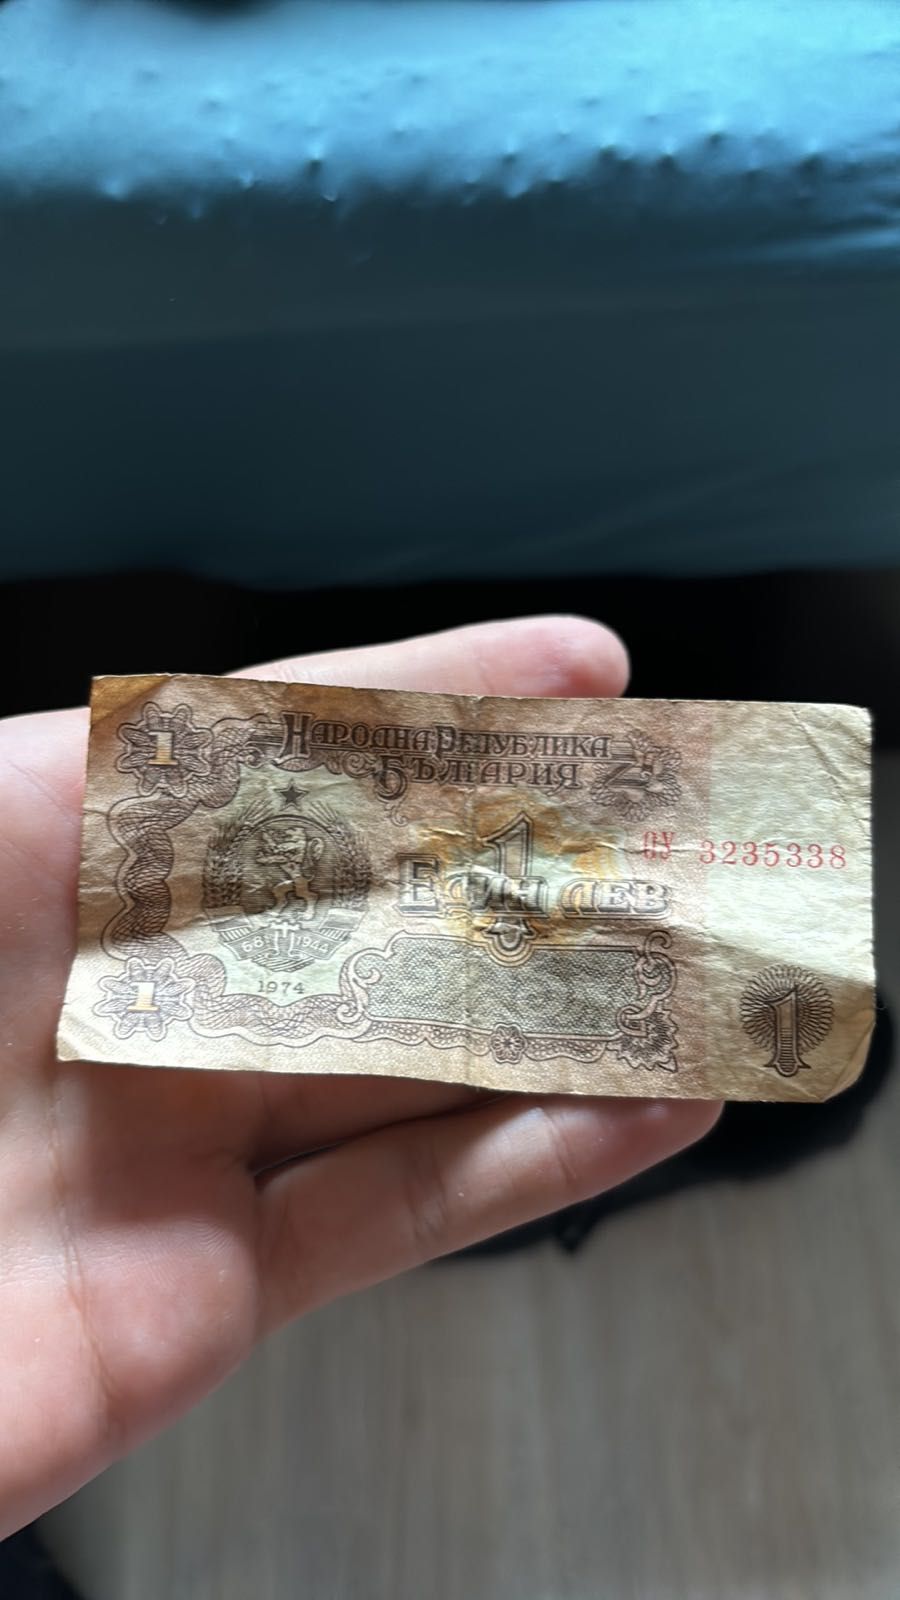 1
НАРОДНА РЕПУБЛИКА
БЪЛГАРИЯ
1
ЕДИН ЛЕВ
ОУ 3235338
681 1944
1974
1
1